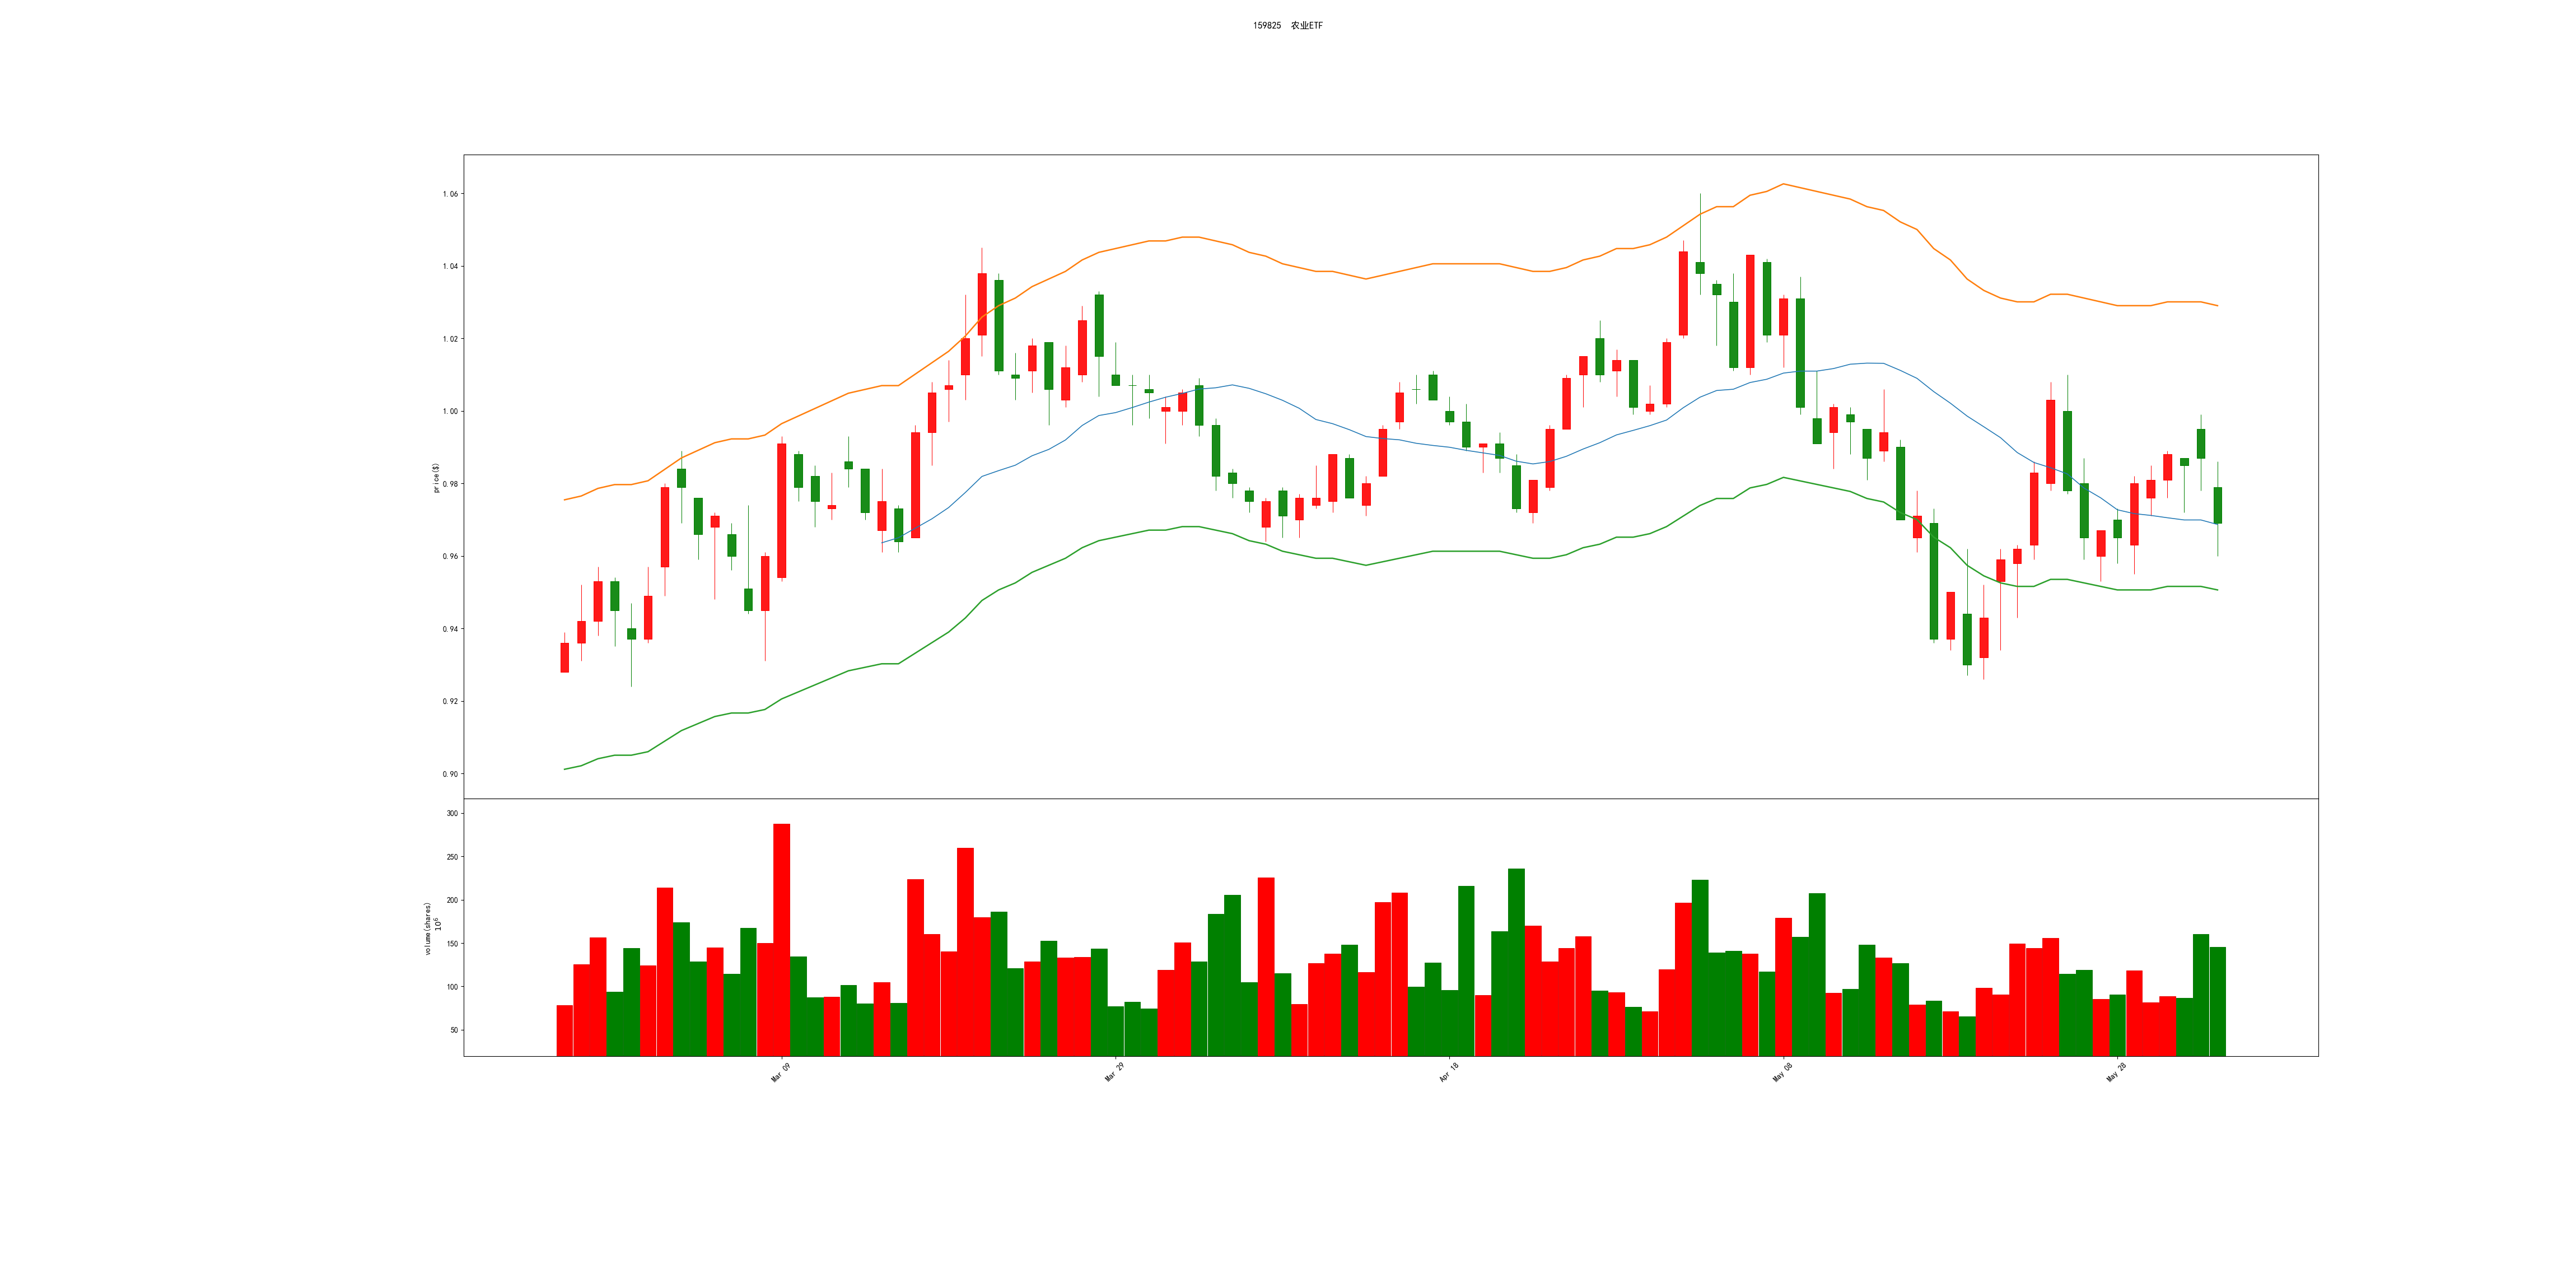 159825 农业ETF
price($)
1.06
1.04
1.02
1.00
0.98
0.96
0.94
0.92
0.90
volume(shares)
10^6
300
250
200
150
100
50
Mar 09
Mar 29
Apr 18
May 08
May 28